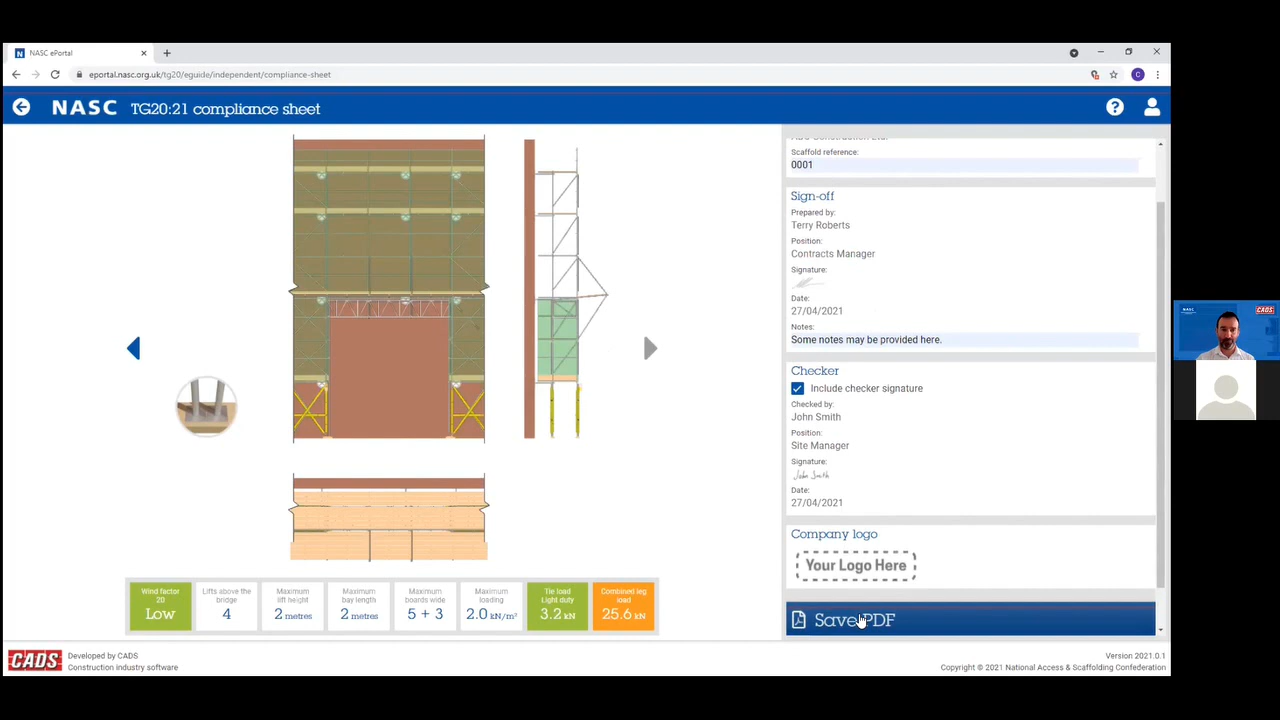 NASC ePortal
eportal.nasc.org.uk/tg20/eguide/independent/compliance-sheet
C
NASC TG20:21 compliance sheet
Scaffold reference:
0001
Sign-off
Prepared by:
Terry Roberts
Position:
Contracts Manager
Signature:
Date:
27/04/2021
Notes:
Some notes may be provided here.
Checker
Include checker signature
Checked by:
John Smith
Position:
Site Manager
Signature:
John Smith
Date:
27/04/2021
Company logo
Your Logo Here
Save PDF
Wind factor
20
Low
Lifts above the
bridge
4
Maximum
lift height
2 metres
Maximum
bay length
2 metres
Maximum
boards wide
5 + 3
Maximum
loading
2.0 kN/m²
Tie load
Light duty
3.2 kN
Combined leg
load
25.6 kN
CADS
Developed by CADS
Construction industry software
Version 2021.0.1
Copyright © 2021 National Access & Scaffolding Confederation
NASC
CADS